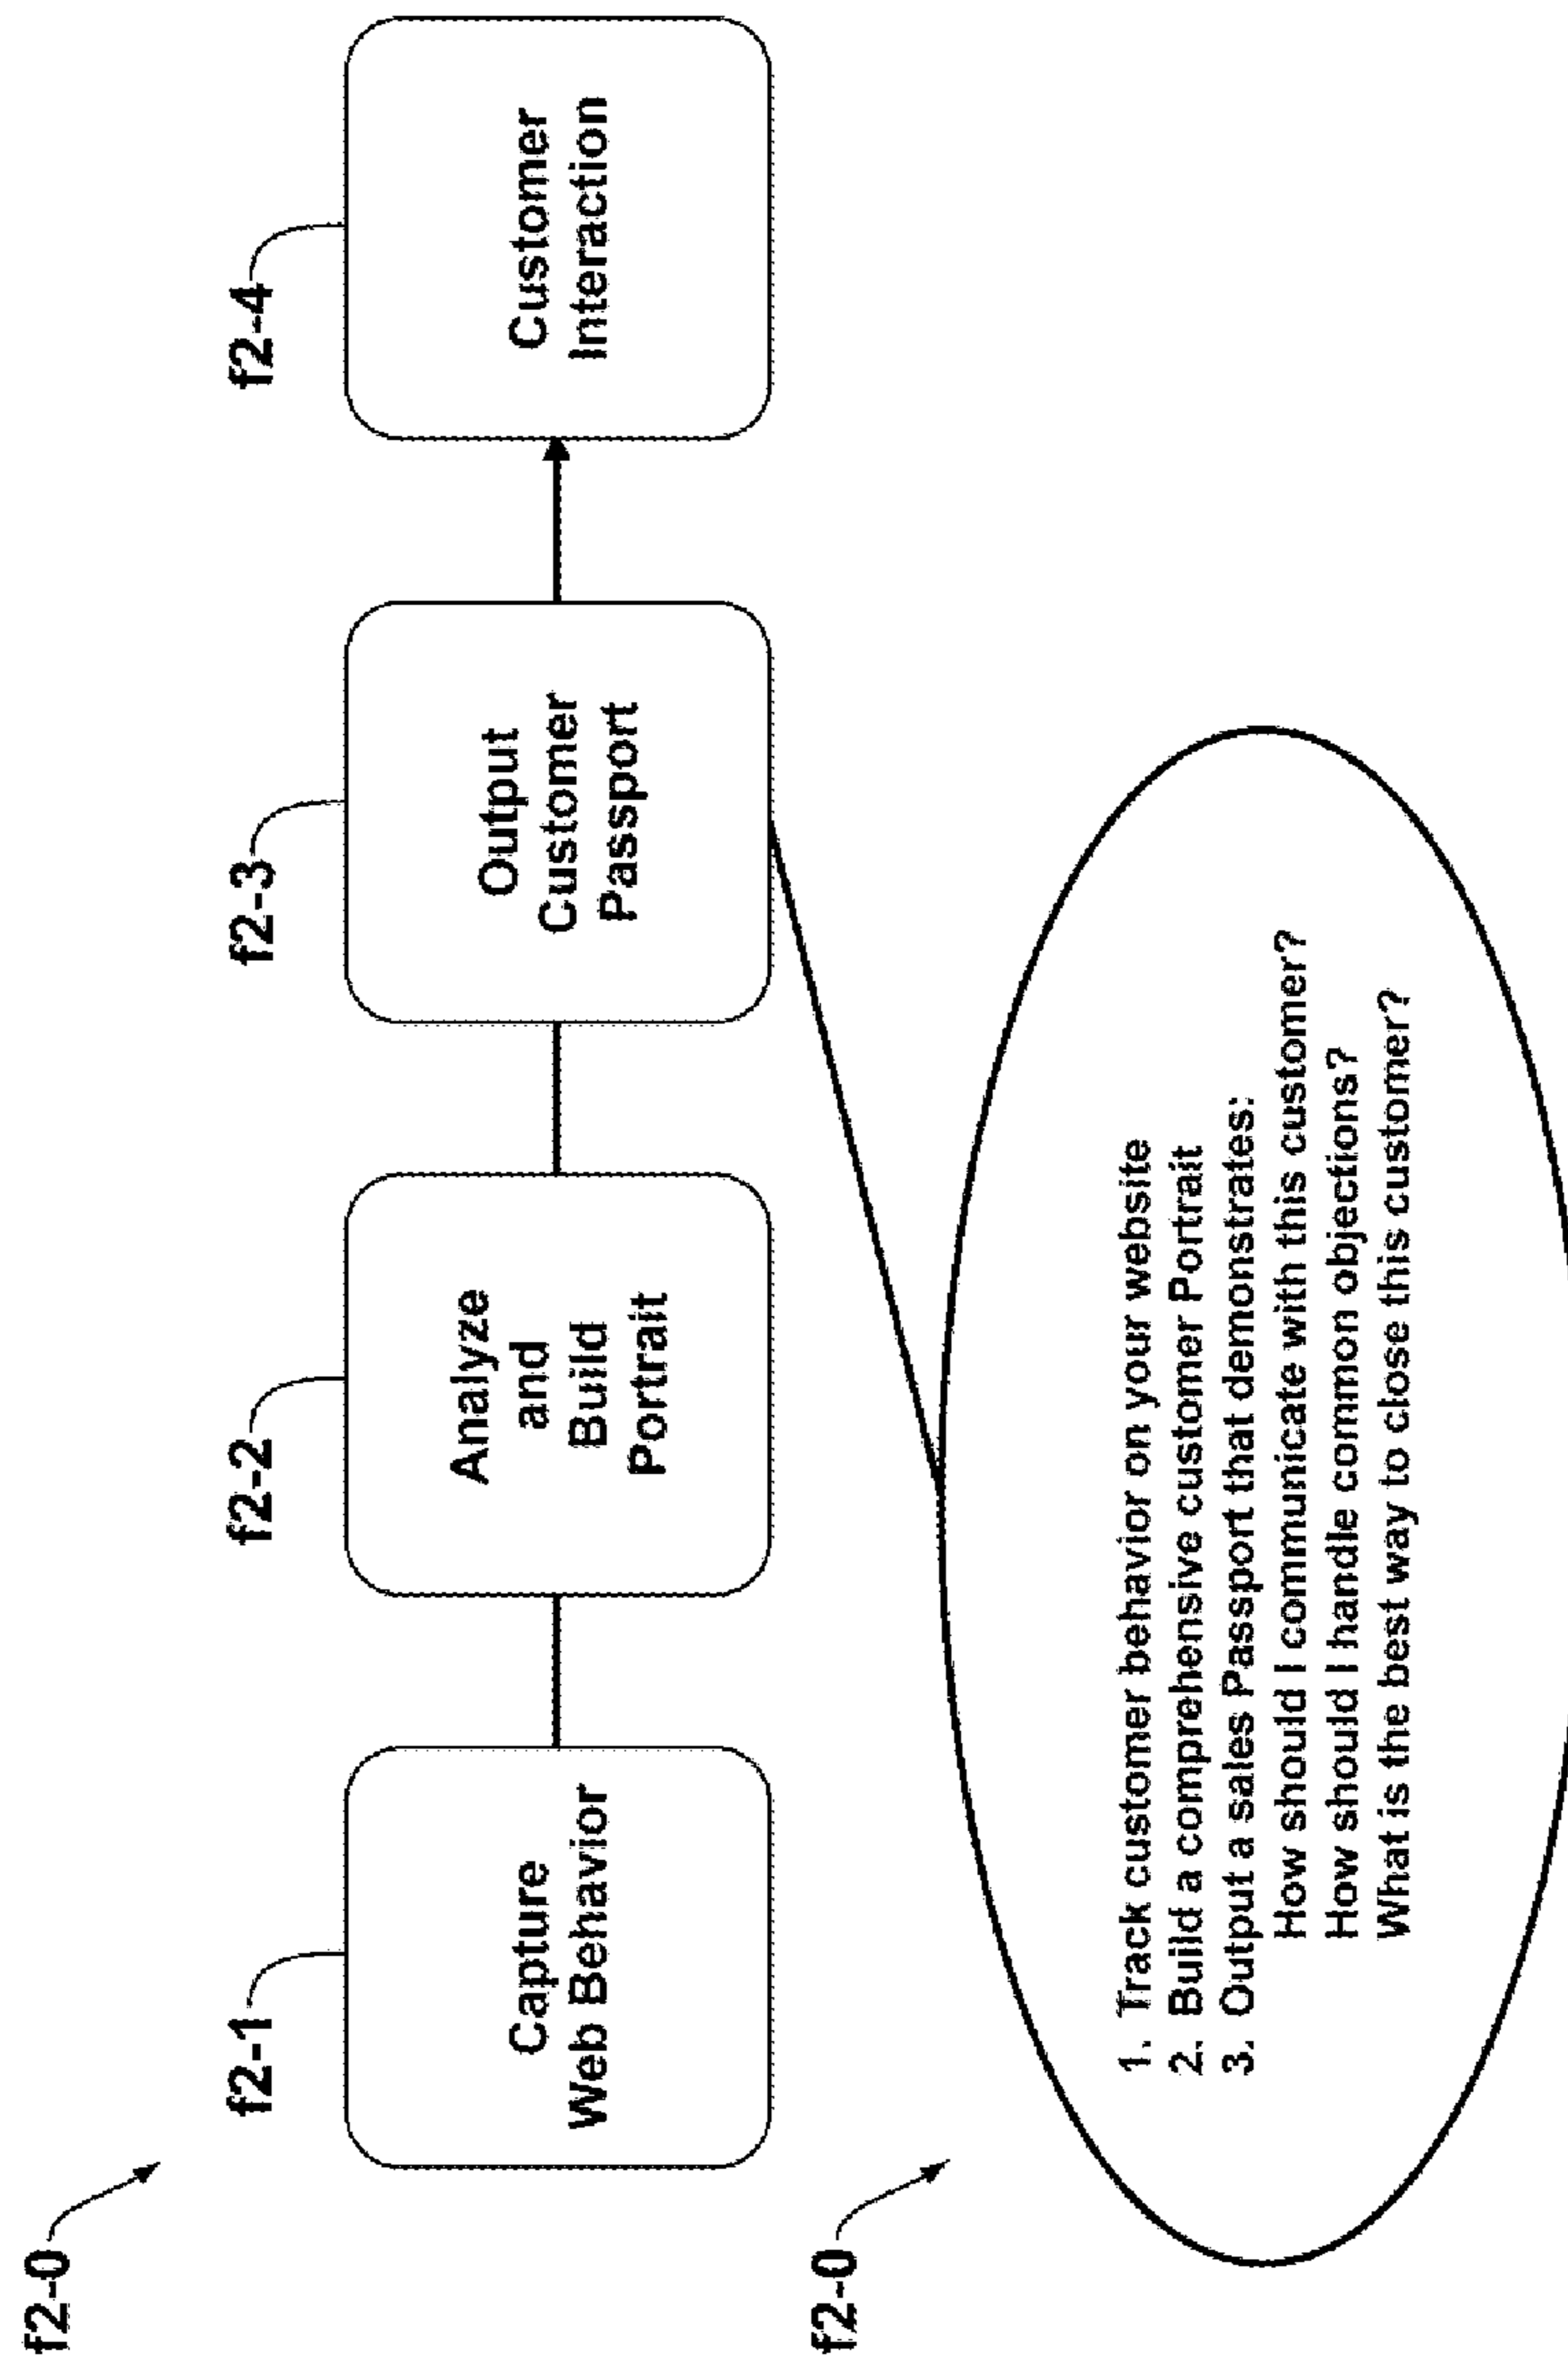 f2-0
f2-1
f2-2
f2-3
f2-4
Capture
Web Behavior
Analyze
and
Build
Portrait
Output
Customer
Passport
Customer
Interaction
f2-0
1. Track customer behavior on your website
2. Build a comprehensive customer Portrait
3. Output a sales Passport that demonstrates:
How should I communicate with this customer?
How should I handle common objections?
What is the best way to close this customer?